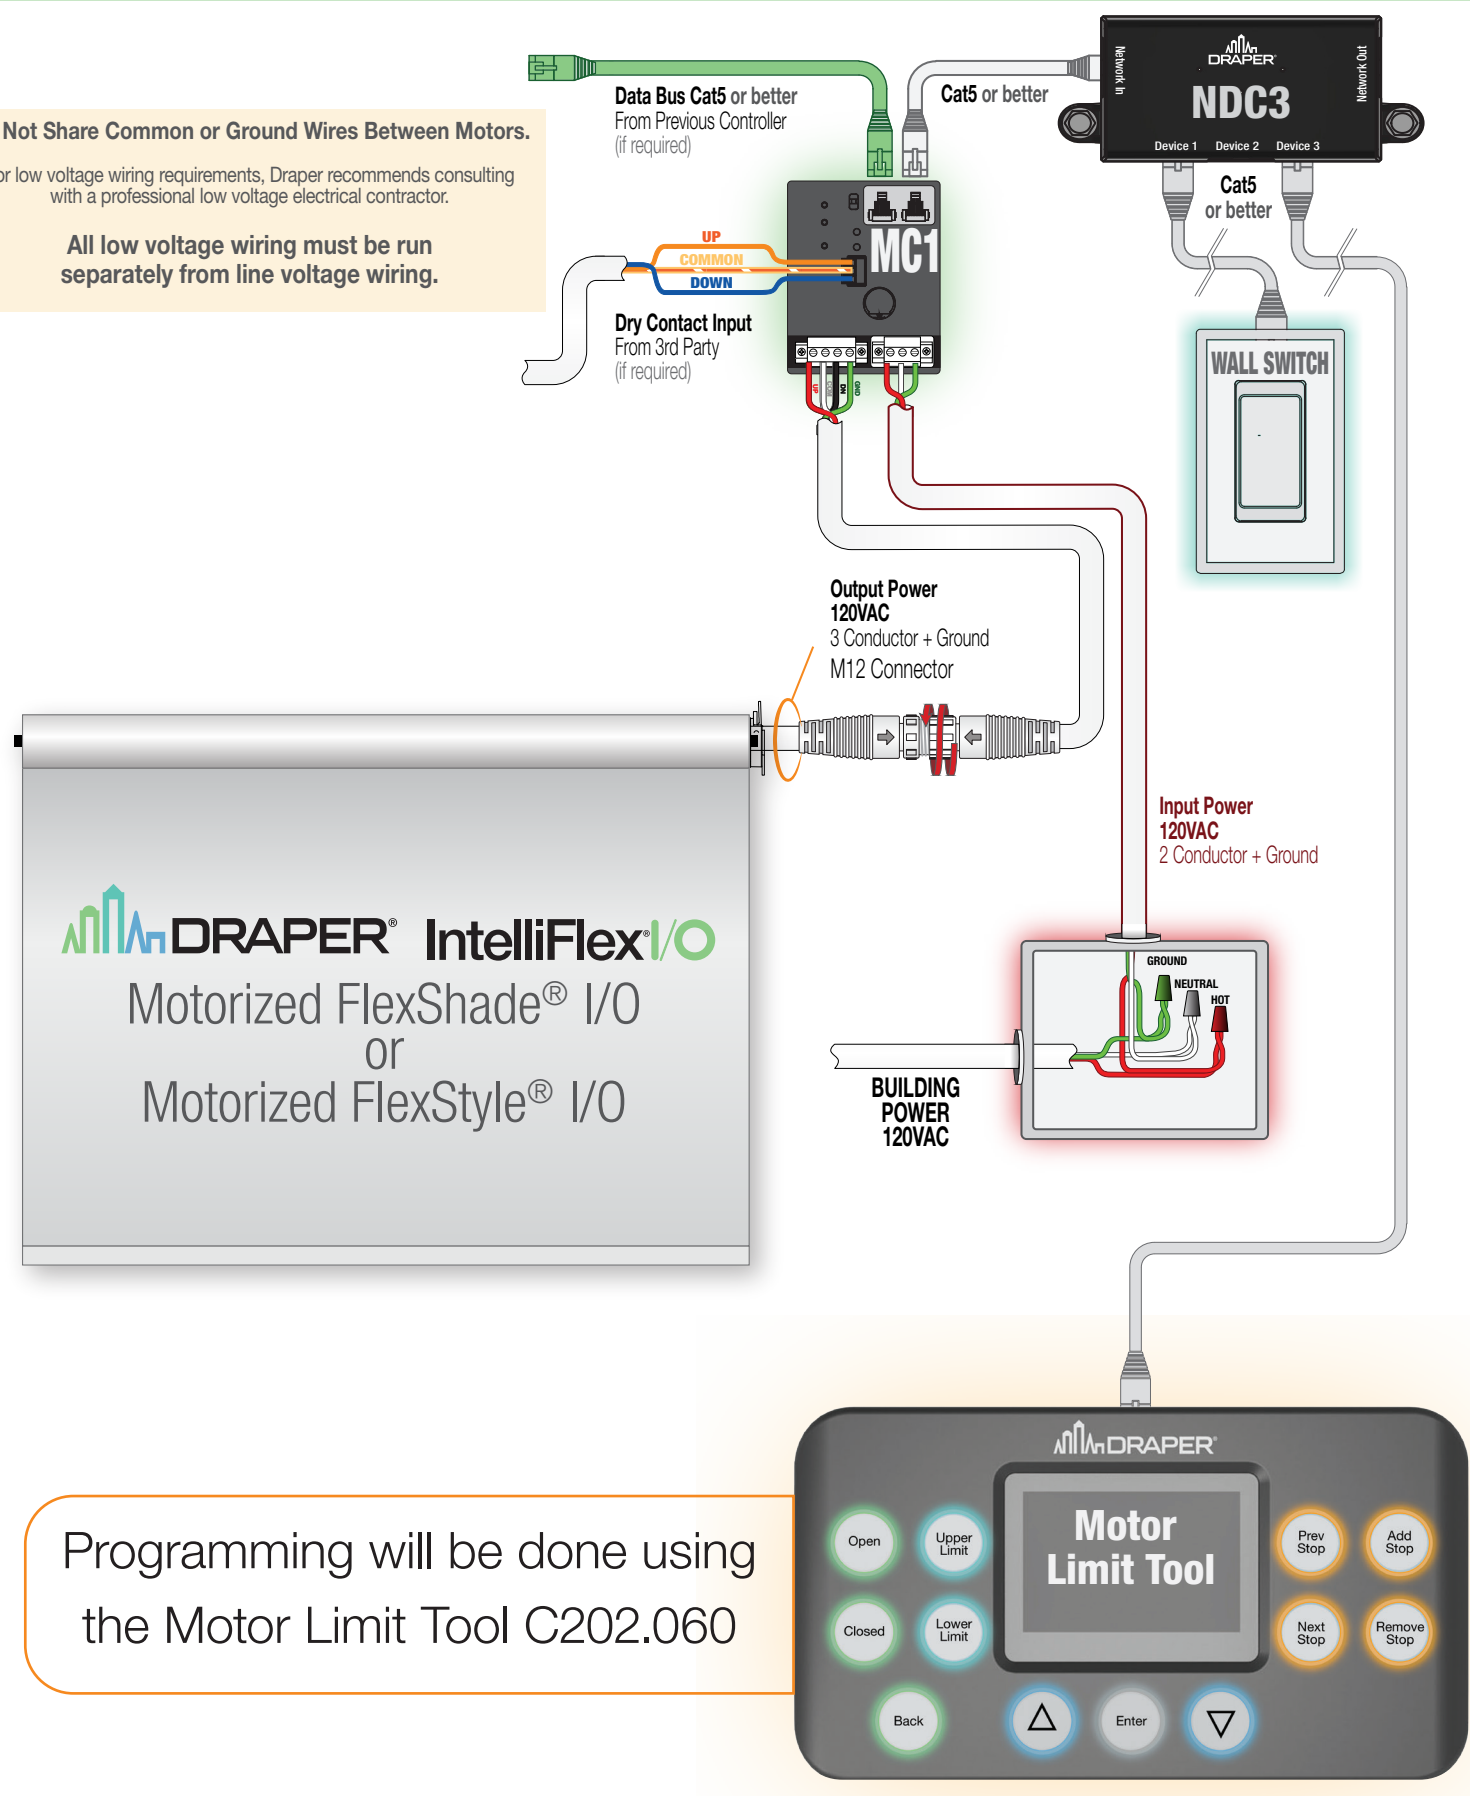 Not Share Common or Ground Wires Between Motors.
or low voltage wiring requirements, Draper recommends consulting
with a professional low voltage electrical contractor.
All low voltage wiring must be run
separately from line voltage wiring.
Data Bus Cat5 or better
From Previous Controller
(if required)
Cat5 or better
Network In
DRAPER
NDC3
Network Out
Device 1 Device 2 Device 3
Cat5
or better
UP
COMMON
DOWN
MC1
Dry Contact Input
From 3rd Party
(if required)
UP
COM
DN
GND
WALL SWITCH
Output Power
120VAC
3 Conductor + Ground
M12 Connector
Input Power
120VAC
2 Conductor + Ground
DRAPER® IntelliFlex® I/O
Motorized FlexShade® I/O
or
Motorized FlexStyle® I/O
GROUND
NEUTRAL
HOT
BUILDING
POWER
120VAC
Programming will be done using
the Motor Limit Tool C202.060
DRAPER®
Motor
Limit Tool
Open
Upper
Limit
Prev
Stop
Add
Stop
Closed
Lower
Limit
Next
Stop
Remove
Stop
Back
Enter